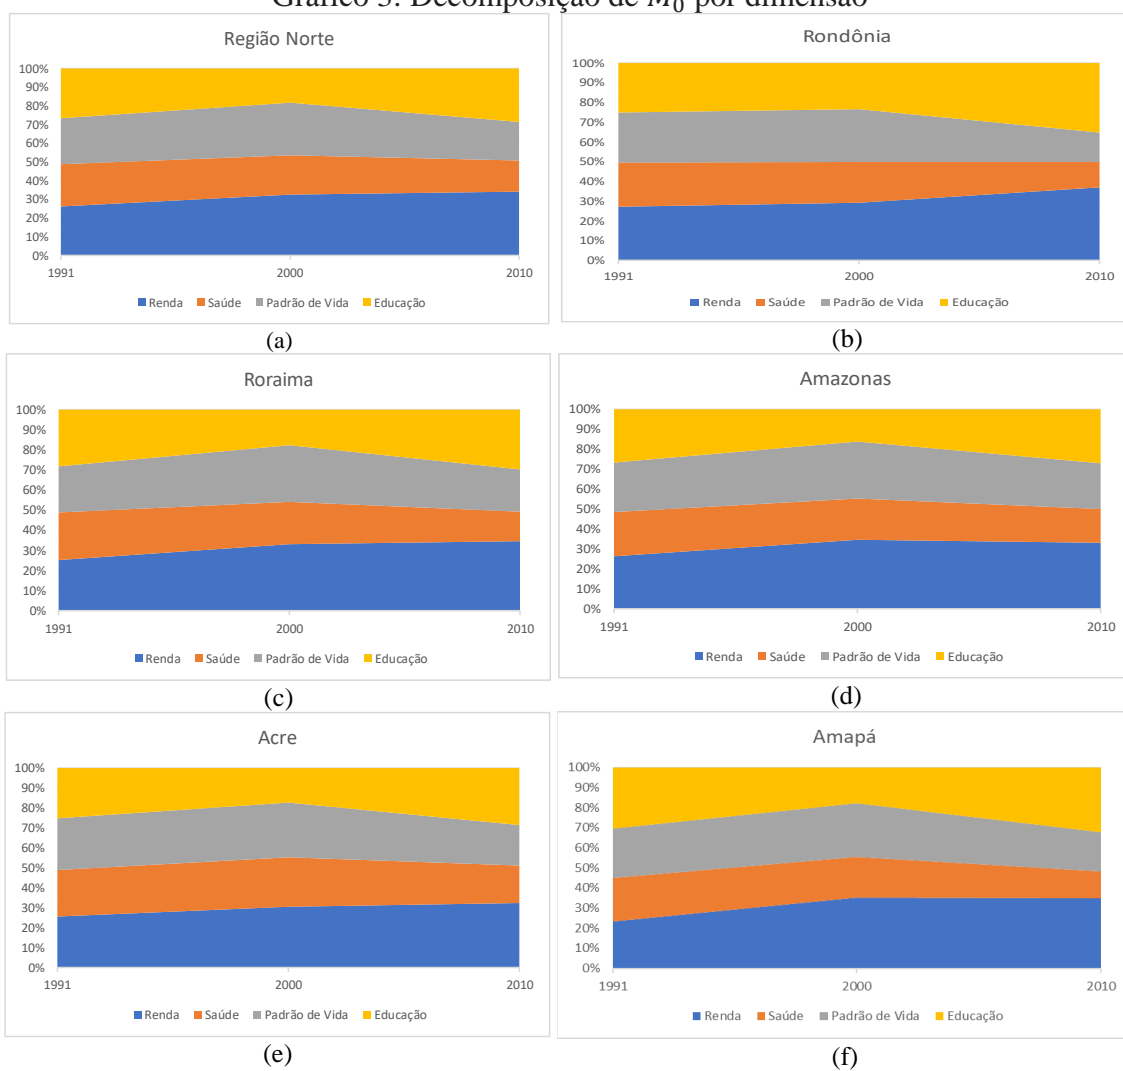 Gráfico 3: Decomposição de M0 por dimensão
Região Norte
100%
90%
80%
70%
60%
50%
40%
30%
20%
10%
0%
1991 2000 2010
Renda Saúde Padrão de Vida Educação
(a)
Rondônia
100%
90%
80%
70%
60%
50%
40%
30%
20%
10%
0%
1991 2000 2010
Renda Saúde Padrão de Vida Educação
(b)
Roraima
100%
90%
80%
70%
60%
50%
40%
30%
20%
10%
0%
1991 2000 2010
Renda Saúde Padrão de Vida Educação
(c)
Amazonas
100%
90%
80%
70%
60%
50%
40%
30%
20%
10%
0%
1991 2000 2010
Renda Saúde Padrão de Vida Educação
(d)
Acre
100%
90%
80%
70%
60%
50%
40%
30%
20%
10%
0%
1991 2000 2010
Renda Saúde Padrão de Vida Educação
(e)
Amapá
100%
90%
80%
70%
60%
50%
40%
30%
20%
10%
0%
1991 2000 2010
Renda Saúde Padrão de Vida Educação
(f)